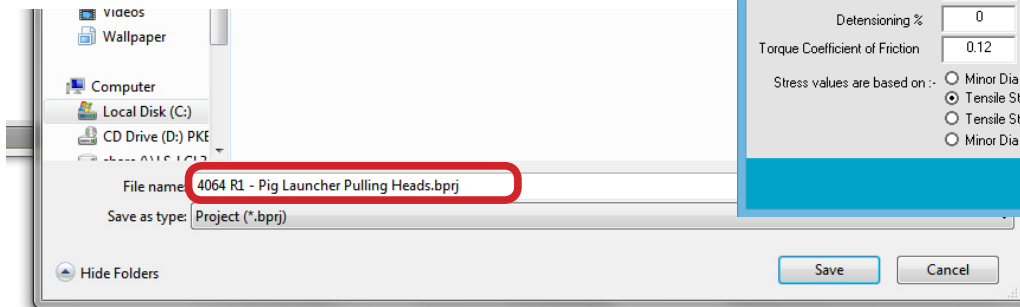 Videos
Wallpaper
Computer
Local Disk (C:)
CD Drive (D:) PKE
File name: 4064 R1 - Pig Launcher Pulling Heads.bprj
Save as type: Project (*.bprj)
Hide Folders
Save
Cancel
Detensioning % 0
Torque Coefficient of Friction 0.12
Stress values are based on :- Minor Dia
Tensile St
Tensile St
Minor Dia